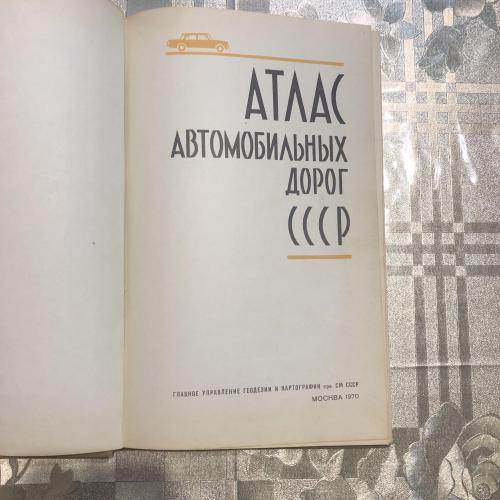 АТЛАС
АВТОМОБИЛЬНЫХ
ДОРОГ
СССР
ГЛАВНОЕ УПРАВЛЕНИЕ ГЕОДЕЗИИ И КАРТОГРАФИИ при СМ СССР
МОСКВА 1970